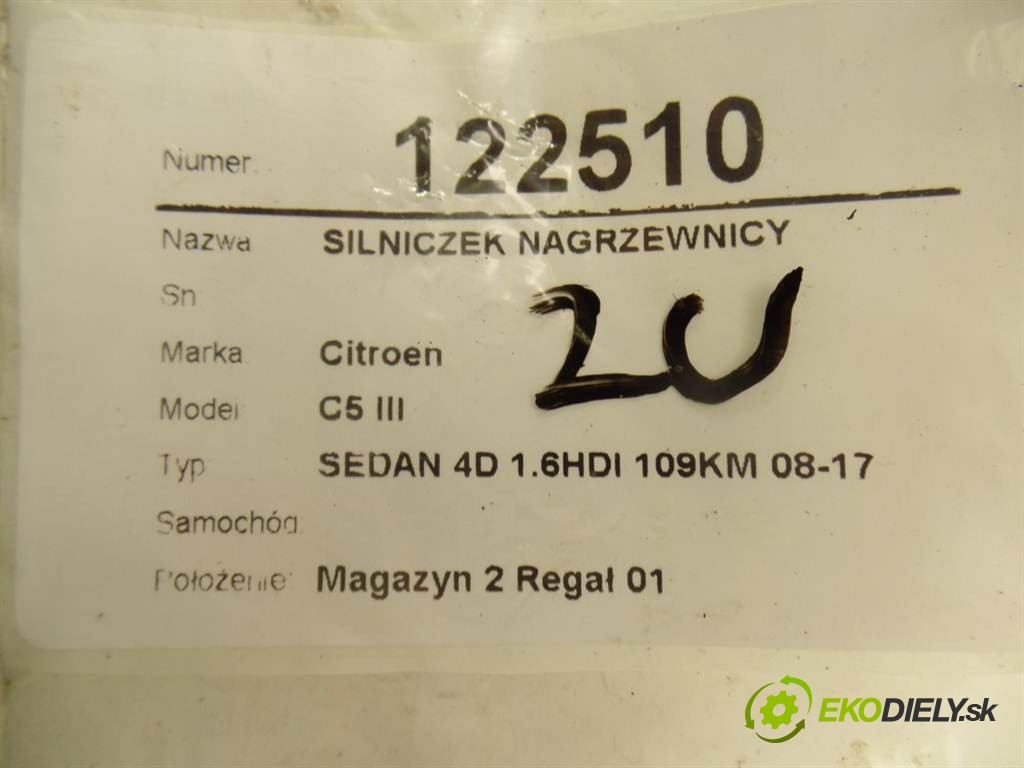 Numer: 122510
Nazwa SILNICZEK NAGRZEWNICY
Sn
20
Marka Citroen
Model C5 III
Typ SEDAN 4D 1.6HDI 109KM 08-17
Samochód:
Położenie: Magazyn 2 Regał 01
EKODIELY.sk